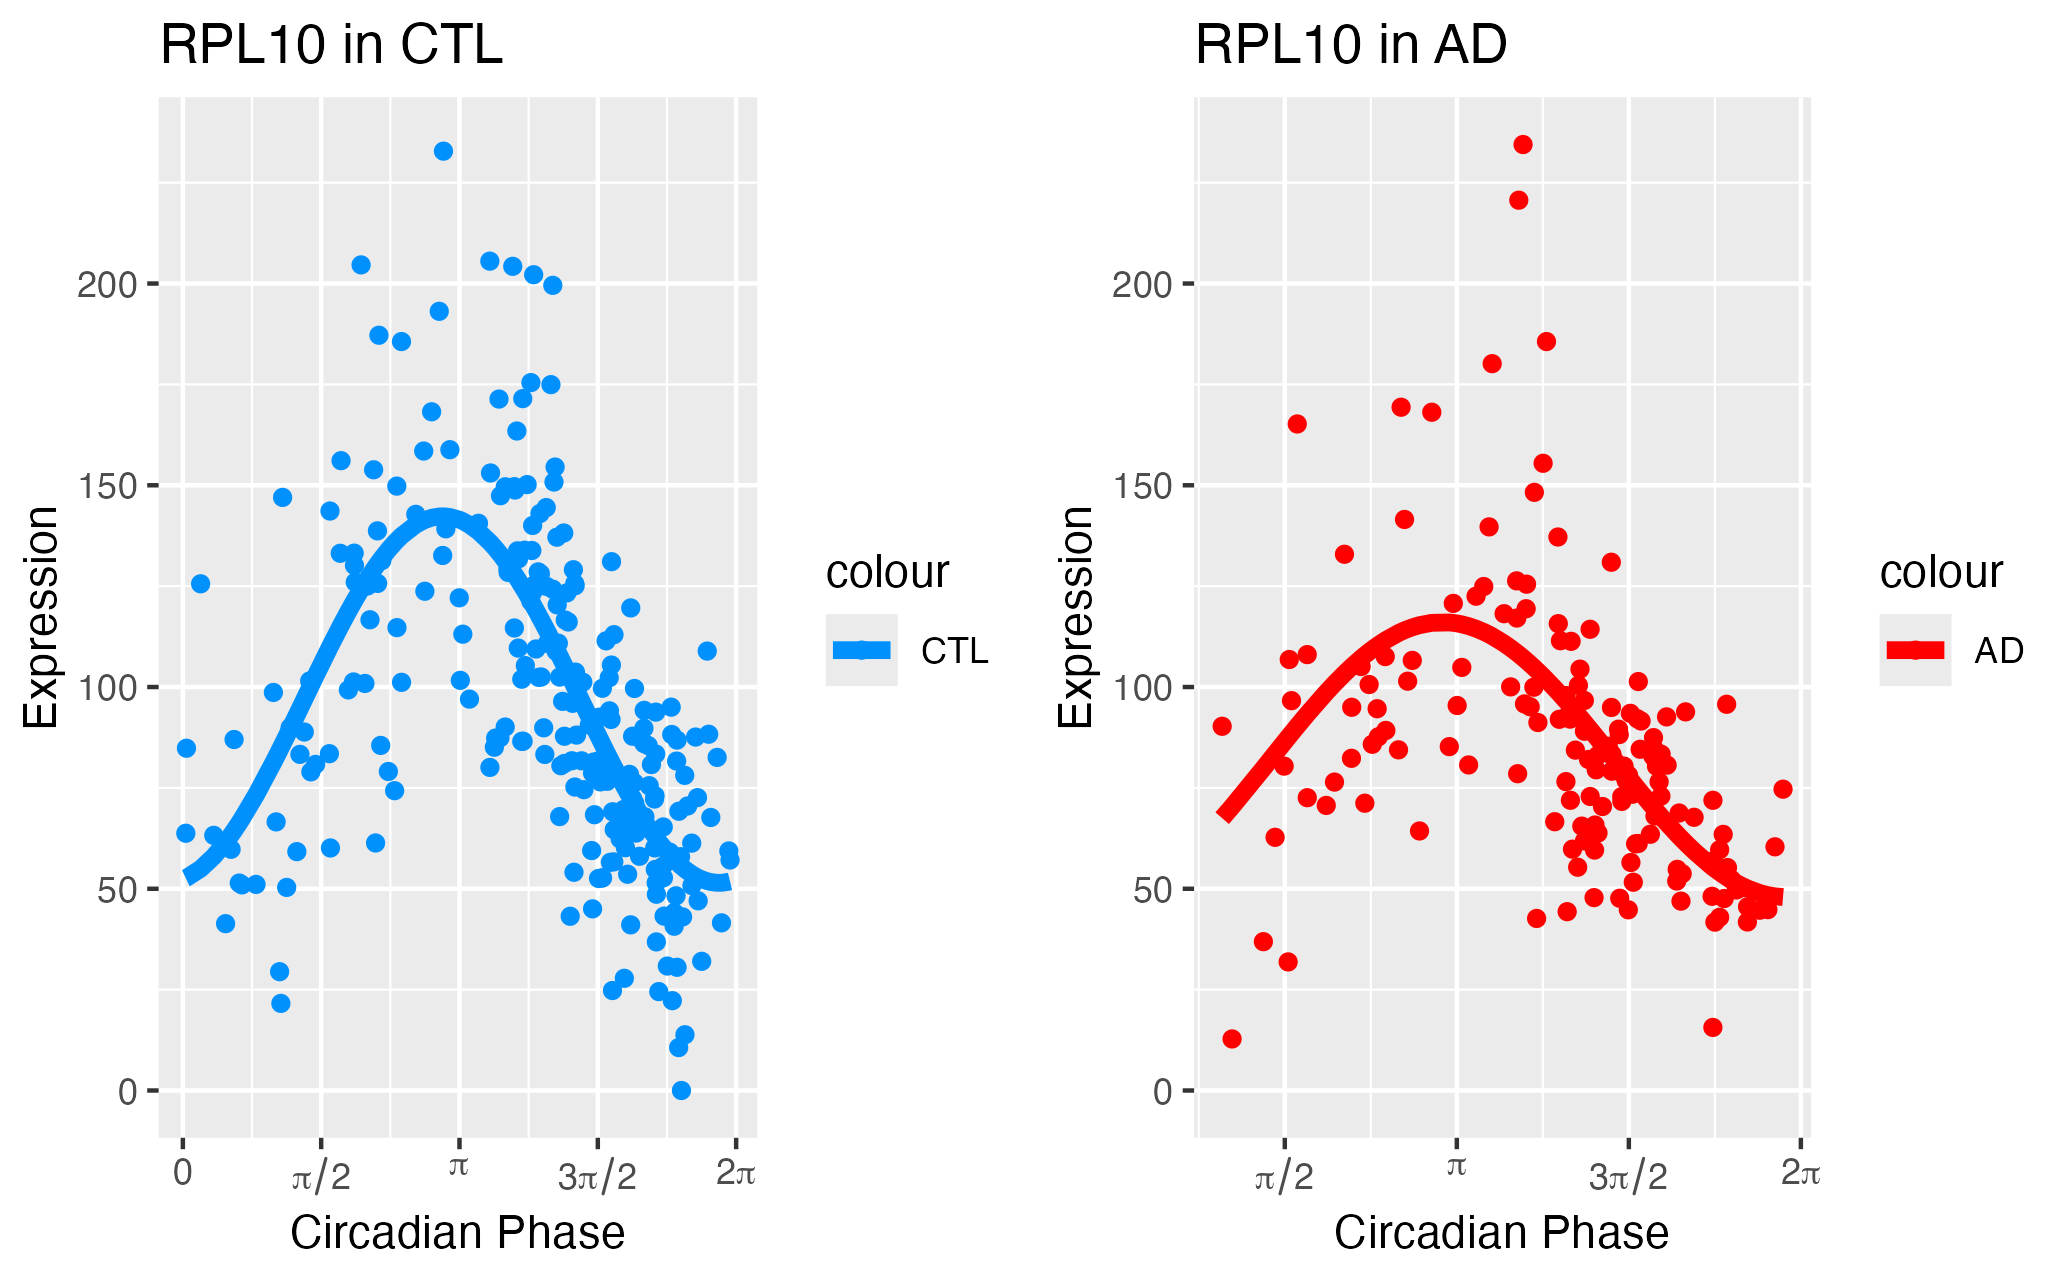 RPL10 in CTL
200
150
100
50
0
Expression
0 π/2 π 3π/2 2π
Circadian Phase
colour
CTL
RPL10 in AD
200
150
100
50
0
Expression
π/2 π 3π/2 2π
Circadian Phase
colour
AD